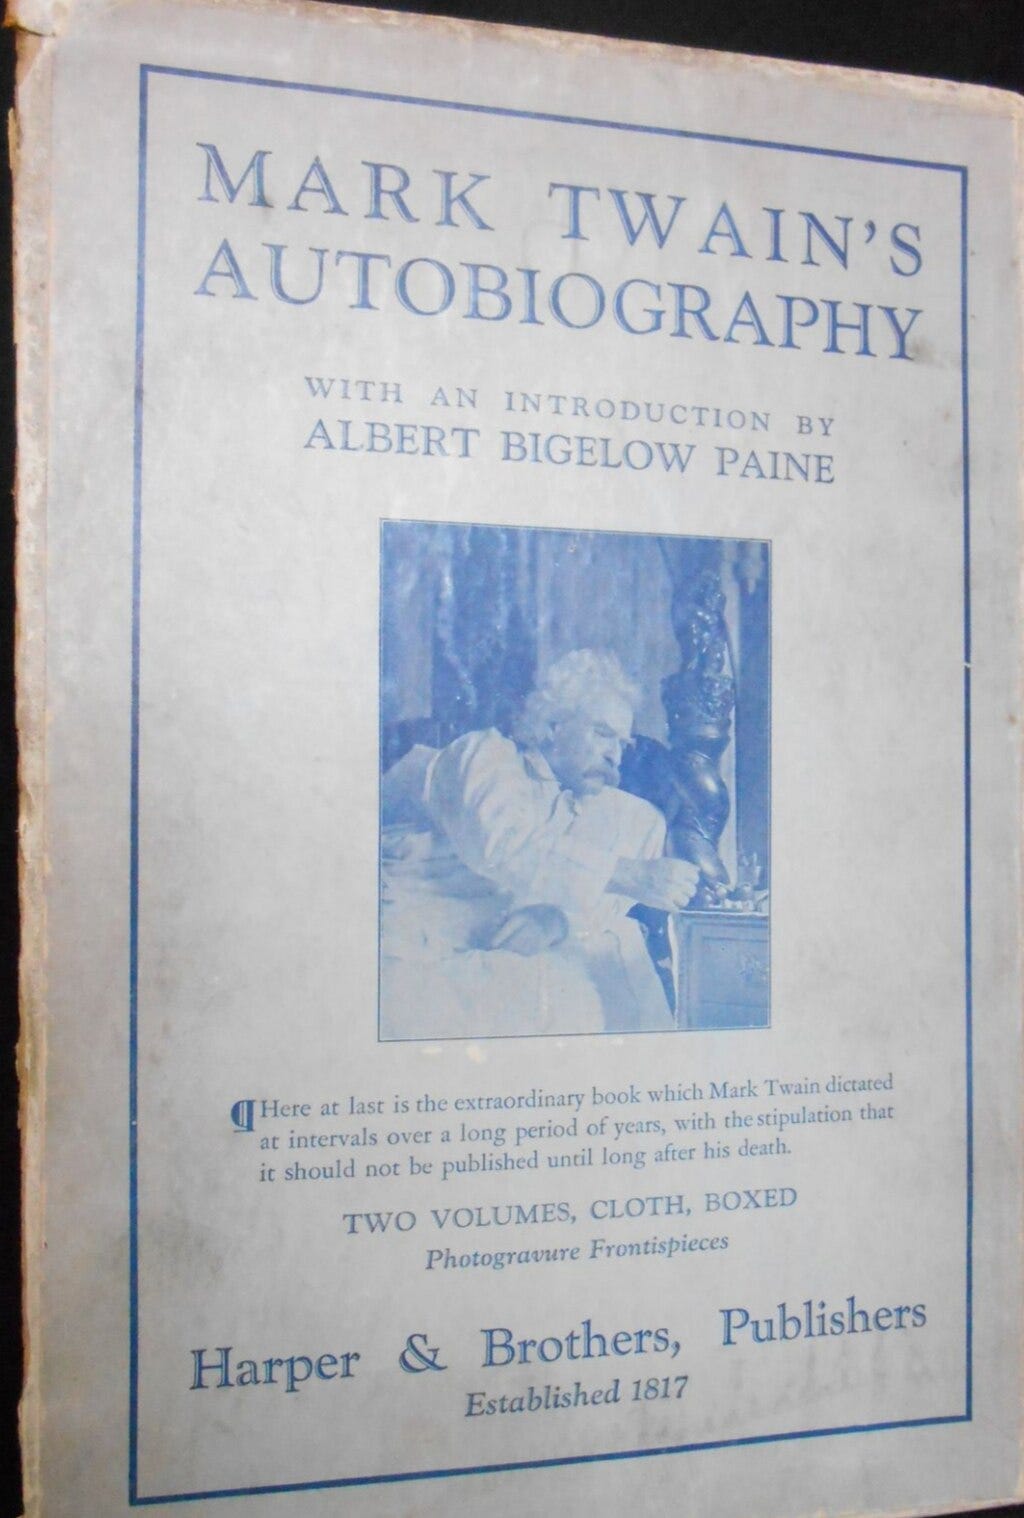 MARK TWAIN'S
AUTOBIOGRAPHY
WITH AN INTRODUCTION BY
ALBERT BIGELOW PAINE
¶ Here at last is the extraordinary book which Mark Twain dictated
at intervals over a long period of years, with the stipulation that
it should not be published until long after his death.
TWO VOLUMES, CLOTH, BOXED
Photogravure Frontispieces
Harper & Brothers, Publishers
Established 1817